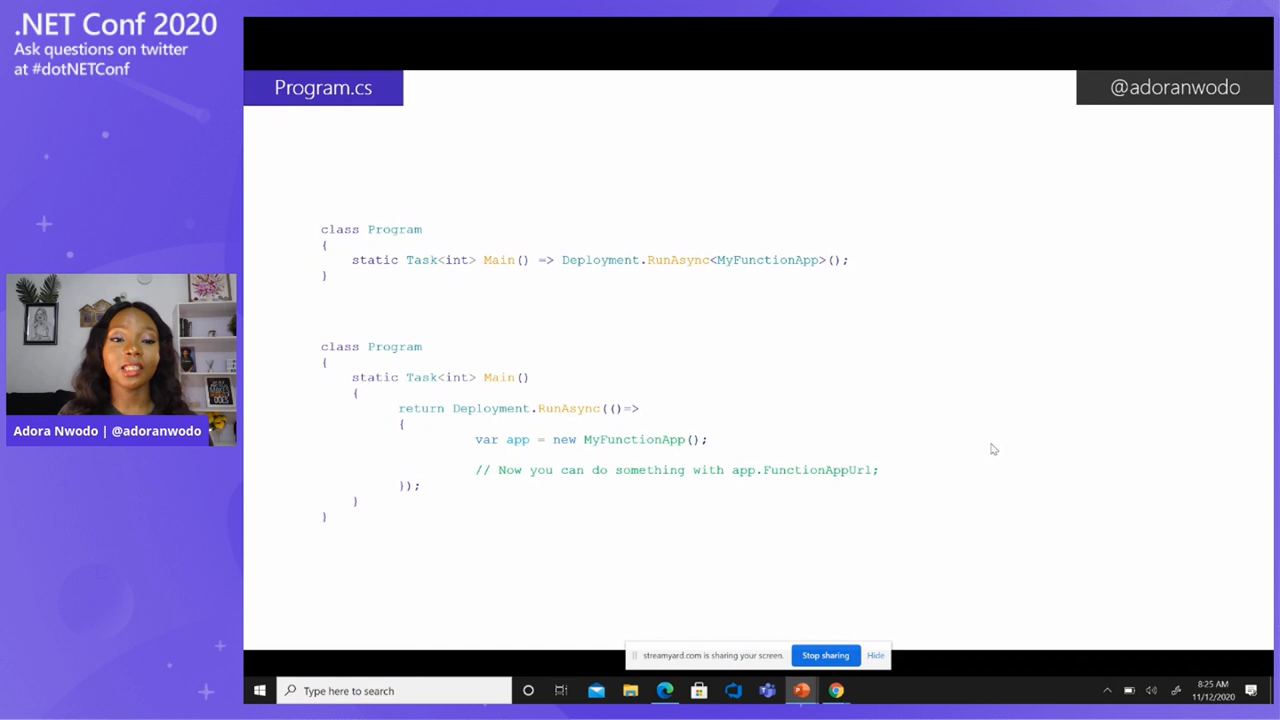 .NET Conf 2020
Ask questions on twitter
at #dotNETConf
Program.cs
@adoranwodo
class Program
{
static Task<int> Main() => Deployment.RunAsync<MyFunctionApp>();
}
class Program
{
static Task<int> Main()
{
return Deployment.RunAsync(()=>
{
var app = new MyFunctionApp();
// Now you can do something with app.FunctionAppUrl;
});
}
}
Adora Nwodo | @adoranwodo
streamyard.com is sharing your screen.
Stop sharing
Hide
Type here to search
8:25 AM
11/12/2020